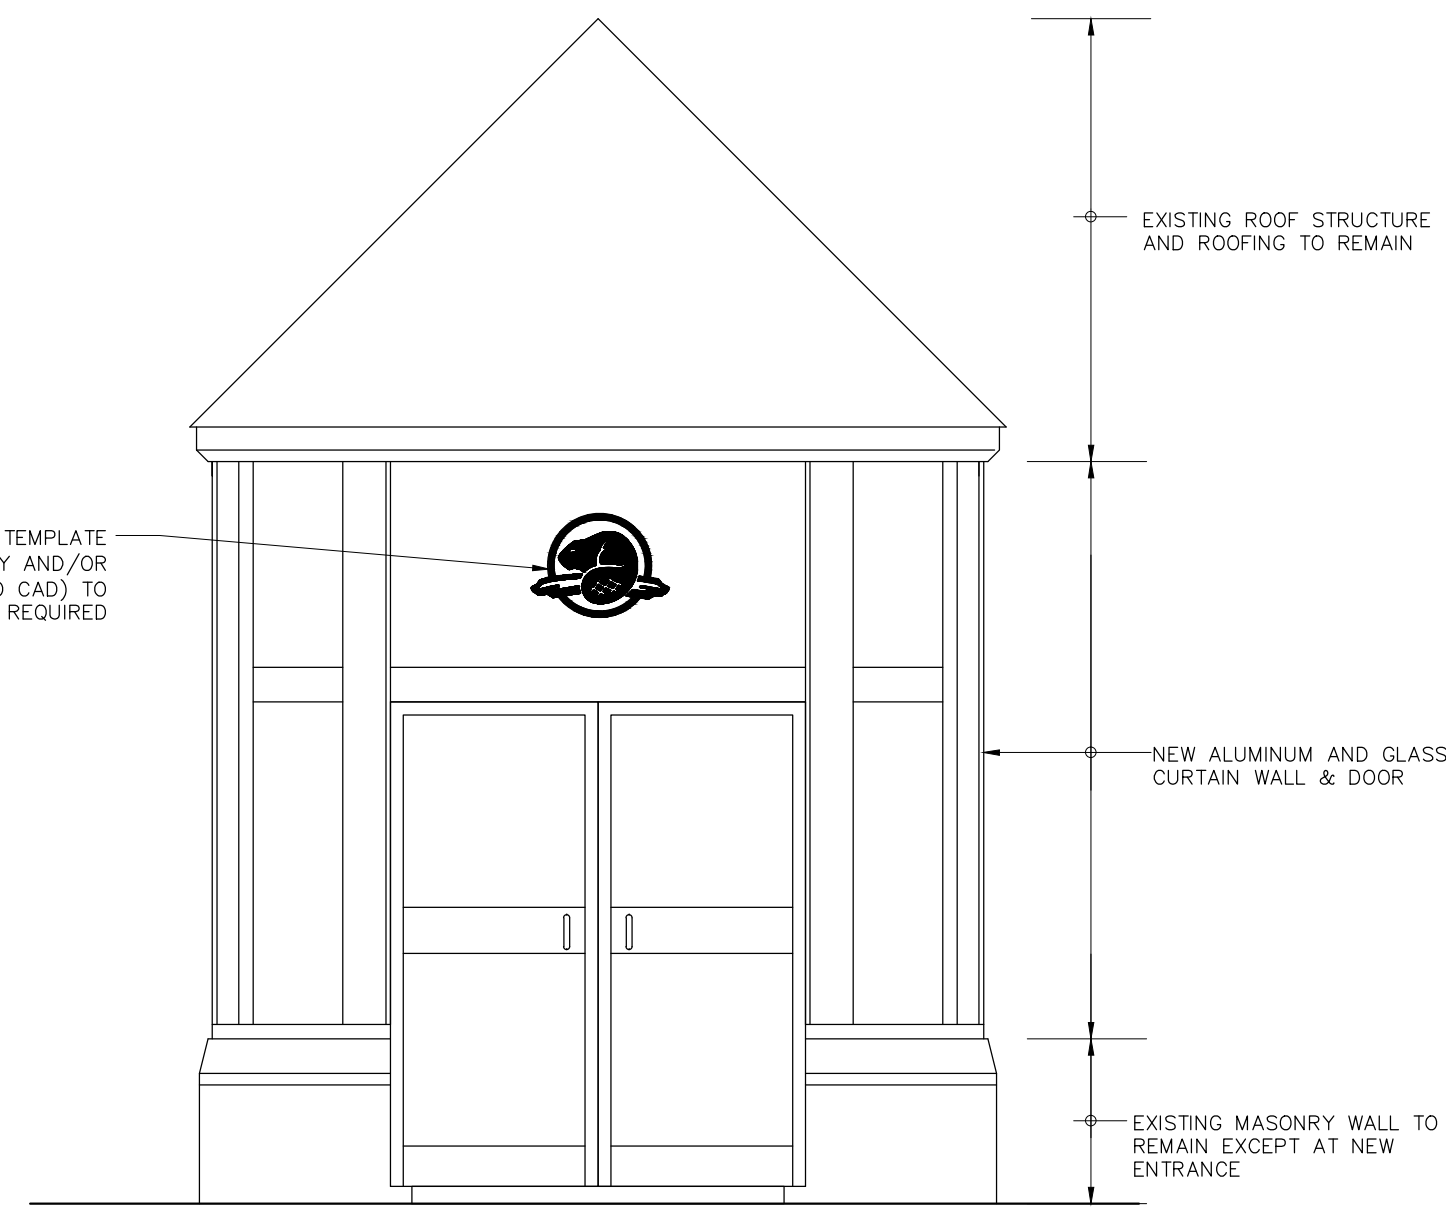 EXISTING ROOF STRUCTURE
AND ROOFING TO REMAIN
TEMPLATE
AND/OR
CAD) TO
REQUIRED
NEW ALUMINUM AND GLASS
CURTAIN WALL & DOOR
EXISTING MASONRY WALL TO
REMAIN EXCEPT AT NEW
ENTRANCE